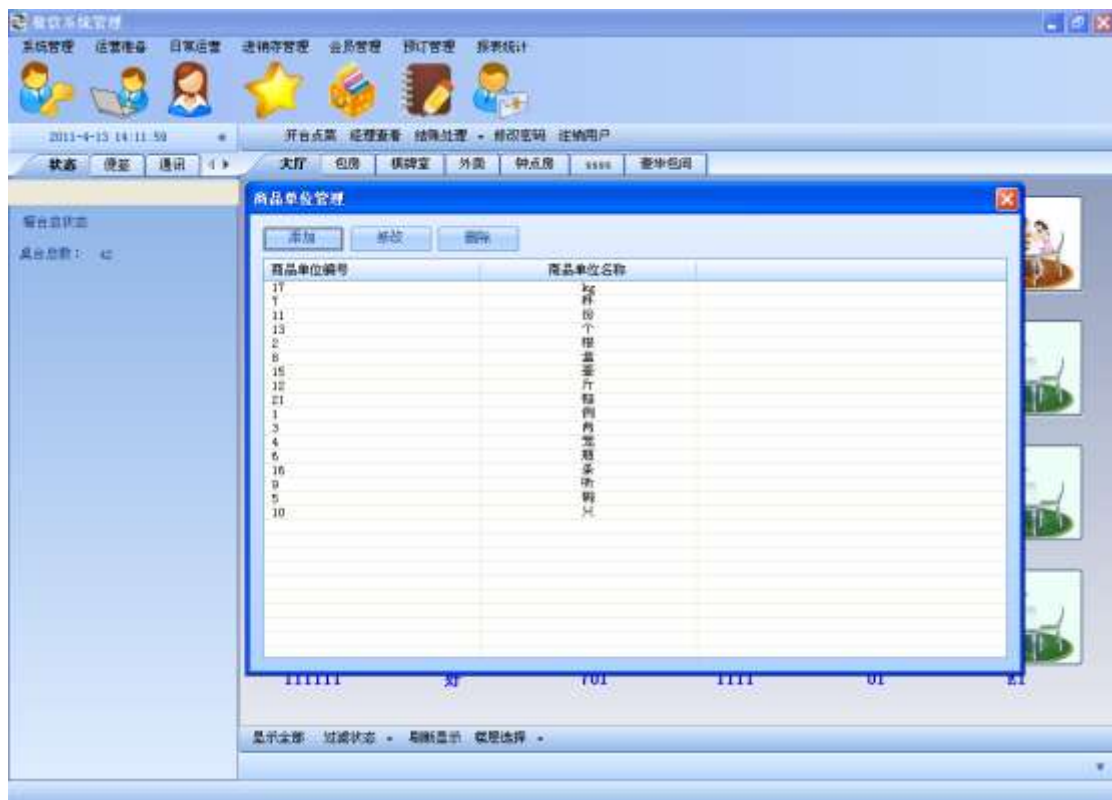 餐饮系统管理
系统管理 运营准备 日常运营 进销存管理 会员管理 预订管理 报表统计
2011-4-13 14:11:59
开台点菜 经理查看 结账处理 修改密码 注销用户
状态 便签 通讯
大厅 包房 棋牌室 外卖 钟点房 ssss 豪华包间
商品单位管理
添加 修改 删除
餐台总状态
桌台总数: 42
商品单位编号 商品单位名称
17 kg
7 杯
11 份
13 个
2
8 盒
15 壶
12 斤
21 箱
1 例
3 两
4 笼
6 瓶
16 条
9 听
5
10 只
111111 好 701 1111 01 21
显示全部 过滤状态 刷新显示 楼层选择